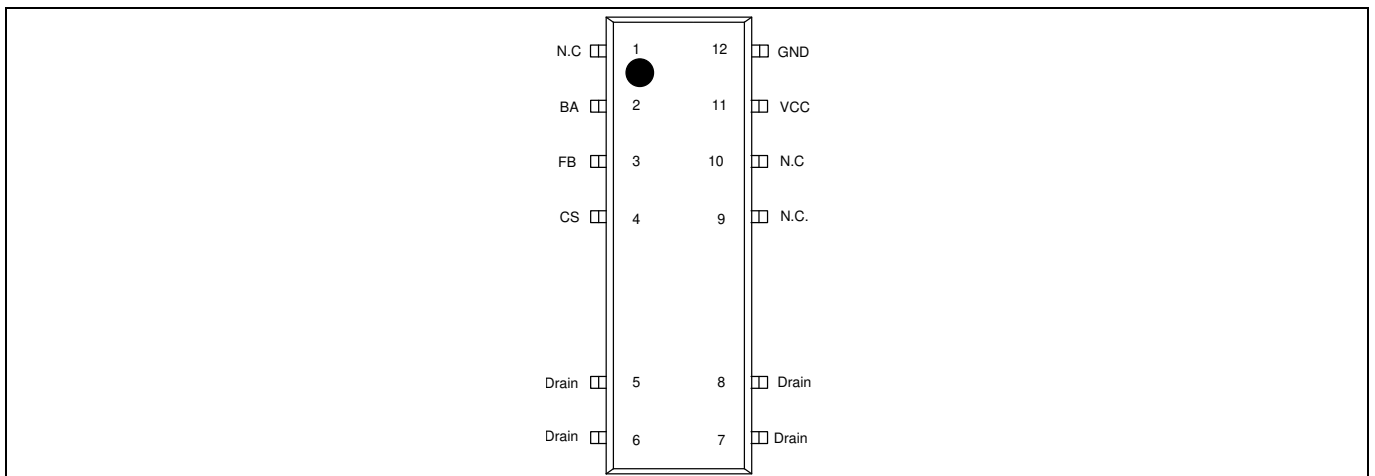 N.C 1 12 GND
BA 2 11 VCC
FB 3 10 N.C
CS 4 9 N.C.
Drain 5 8 Drain
Drain 6 7 Drain